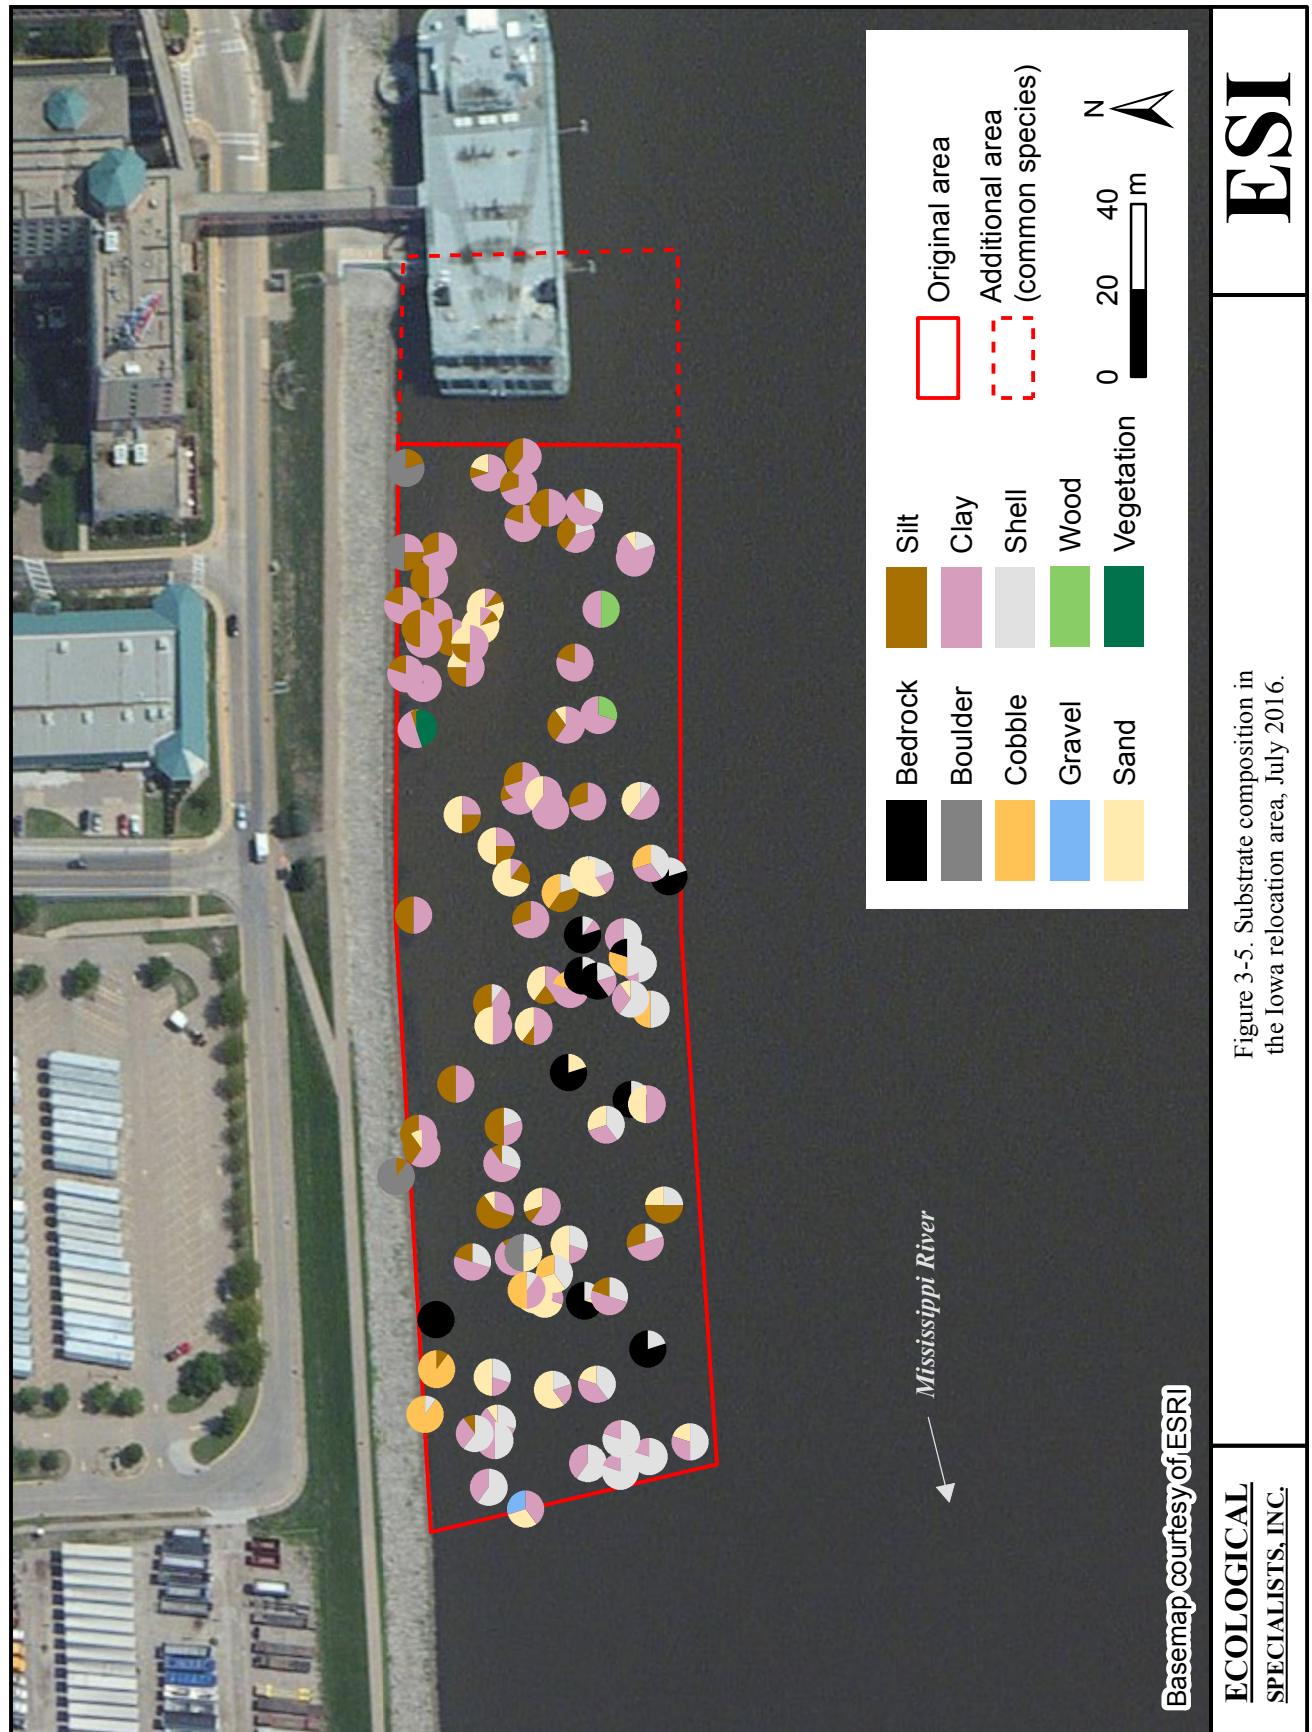 Bedrock
Boulder
Cobble
Gravel
Sand
Silt
Clay
Shell
Wood
Vegetation
Original area
Additional area
(common species)
0 20 40
m
N
Mississippi River
Basemap courtesy of ESRI
ECOLOGICAL
SPECIALISTS, INC.
Figure 3-5. Substrate composition in
the Iowa relocation area, July 2016.
ESI